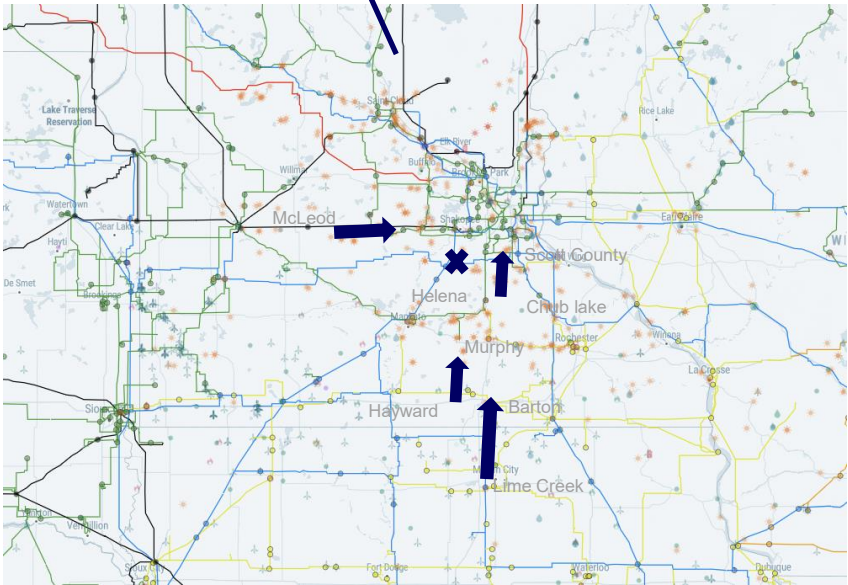 Lake Traverse
Reservation
Saint Cloud
Rice Lake
Elk River
Willmar
Buffalo
Brooklyn Park
Watertown
McLeod
Shakopee
Eau Claire
Clear Lake
Hayti
Scott County
De Smet
Helena
Chub lake
Brookings
Mankato
Murphy
Rochester
Winona
La Crosse
Hayward
Barton
Sioux
Mason City
Lime Creek
Vermillion
Sioux City
Fort Dodge
Waterloo
Dubuque